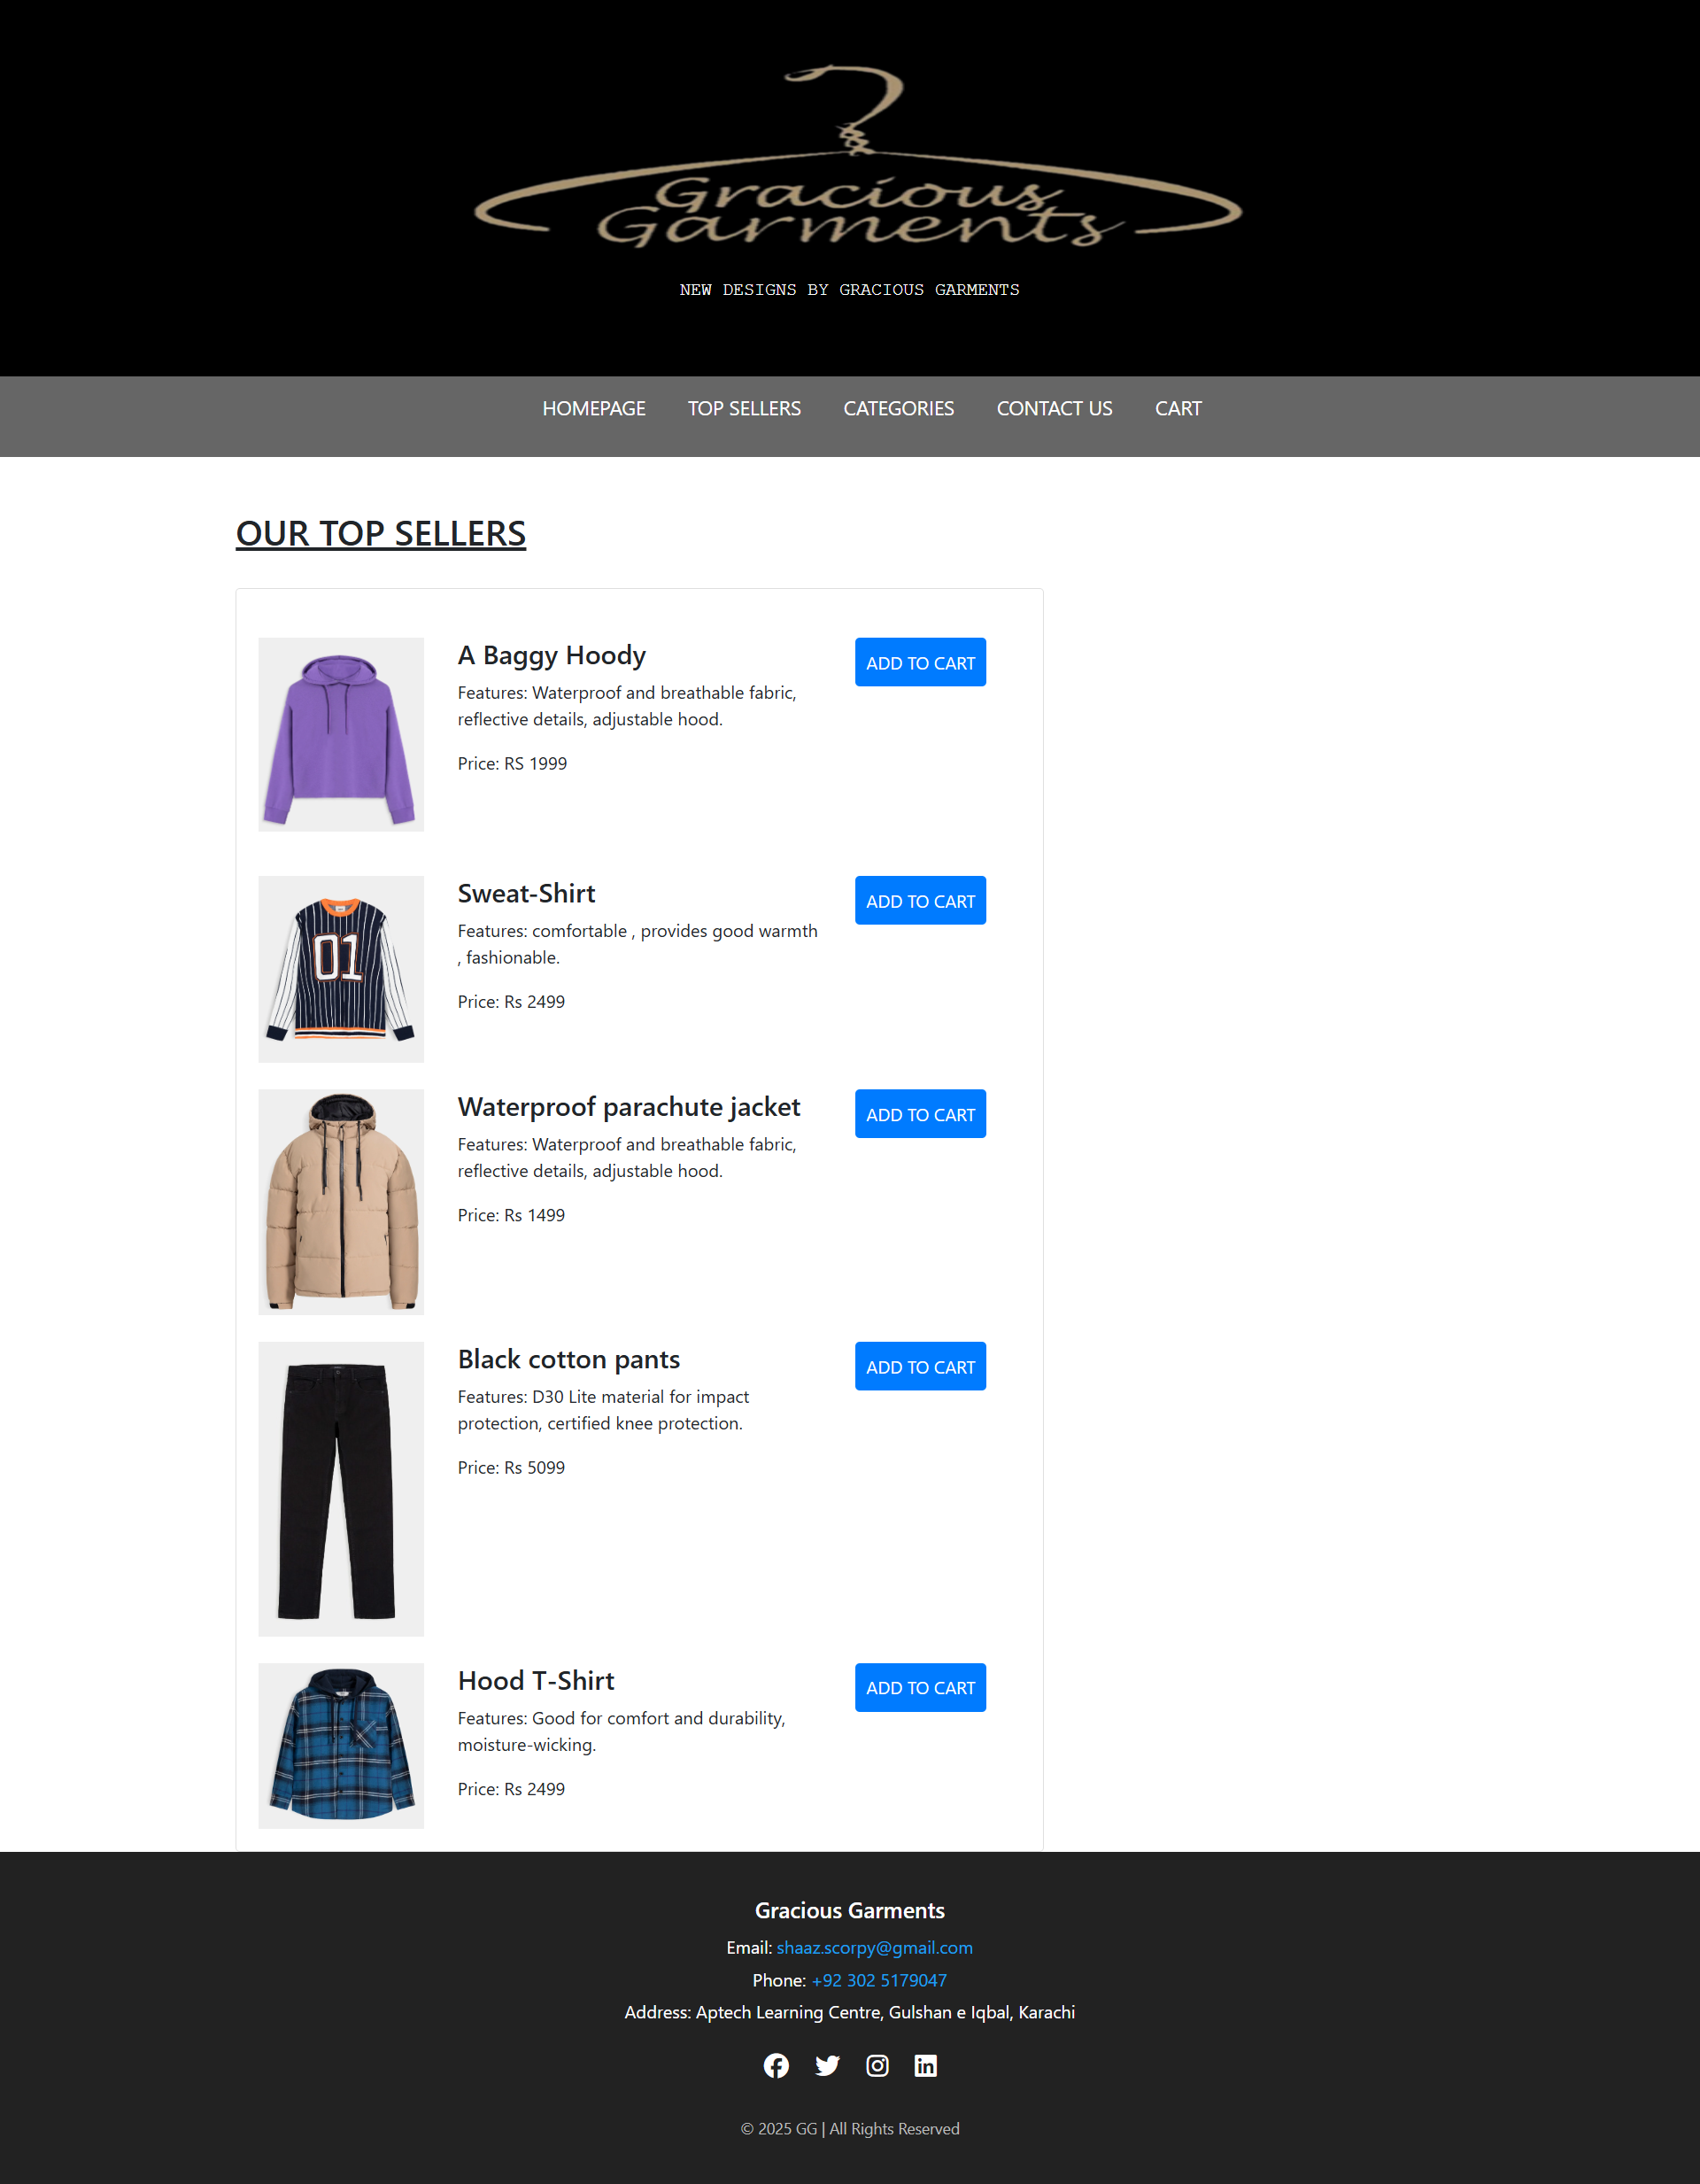 Gracious
Garments
NEW DESIGNS BY GRACIOUS GARMENTS
HOMEPAGE TOP SELLERS CATEGORIES CONTACT US CART
OUR TOP SELLERS
A Baggy Hoody
ADD TO CART
Features: Waterproof and breathable fabric,
reflective details, adjustable hood.
Price: RS 1999
01
Sweat-Shirt
ADD TO CART
Features: comfortable , provides good warmth
, fashionable.
Price: Rs 2499
Waterproof parachute jacket
ADD TO CART
Features: Waterproof and breathable fabric,
reflective details, adjustable hood.
Price: Rs 1499
Black cotton pants
ADD TO CART
Features: D30 Lite material for impact
protection, certified knee protection.
Price: Rs 5099
Hood T-Shirt
ADD TO CART
Features: Good for comfort and durability,
moisture-wicking.
Price: Rs 2499
Gracious Garments
Email: shaaz.scorpy@gmail.com
Phone: +92 302 5179047
Address: Aptech Learning Centre, Gulshan e Iqbal, Karachi
© 2025 GG | All Rights Reserved